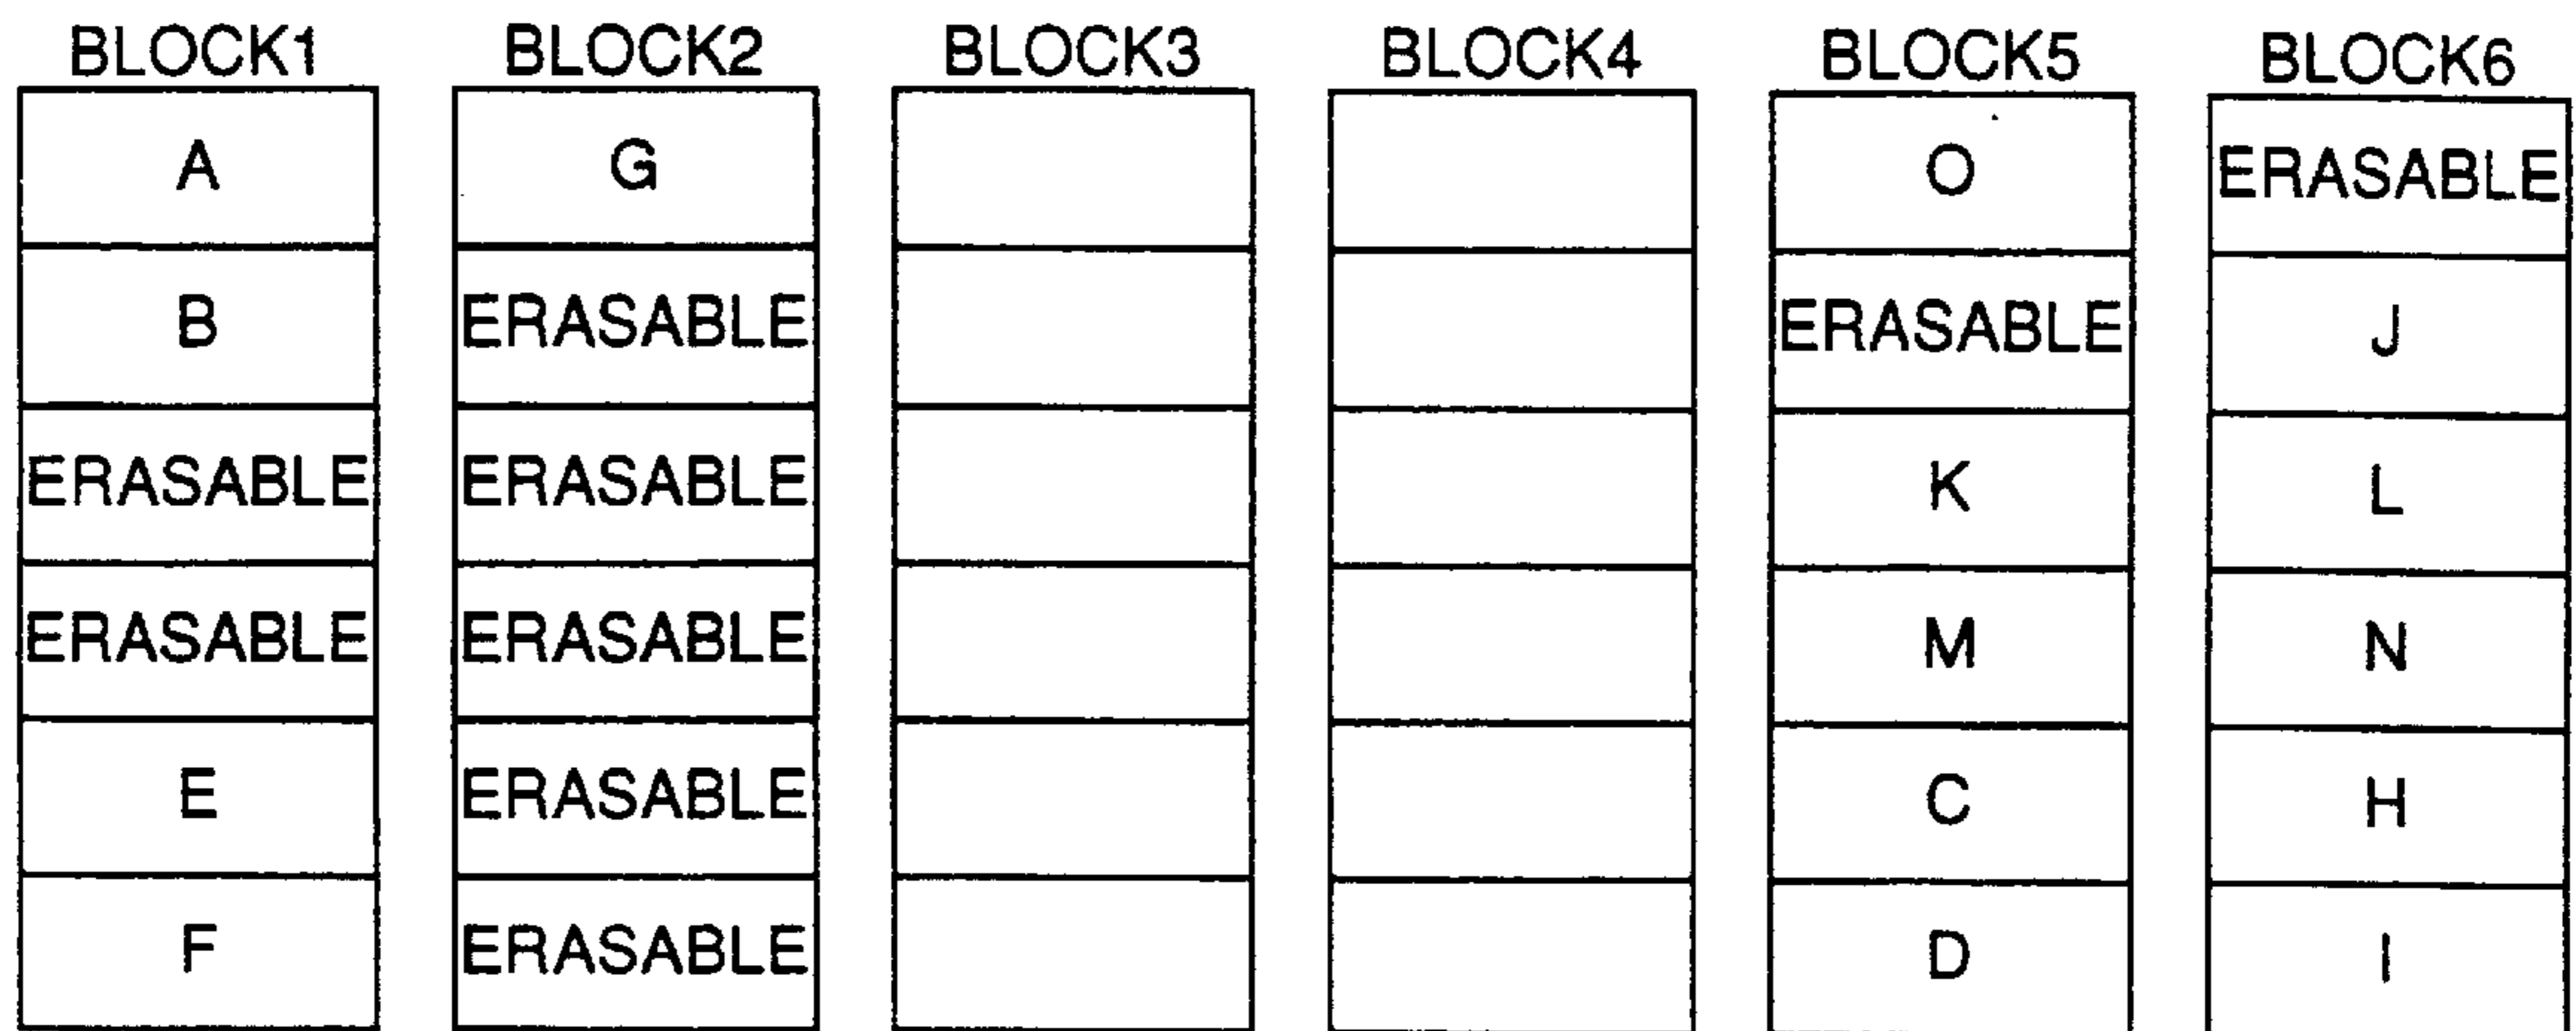 BLOCK1 BLOCK2 BLOCK3 BLOCK4 BLOCK5 BLOCK6
A G O ERASABLE
B ERASABLE ERASABLE J
ERASABLE ERASABLE K L
ERASABLE ERASABLE M N
E ERASABLE C H
F ERASABLE D I